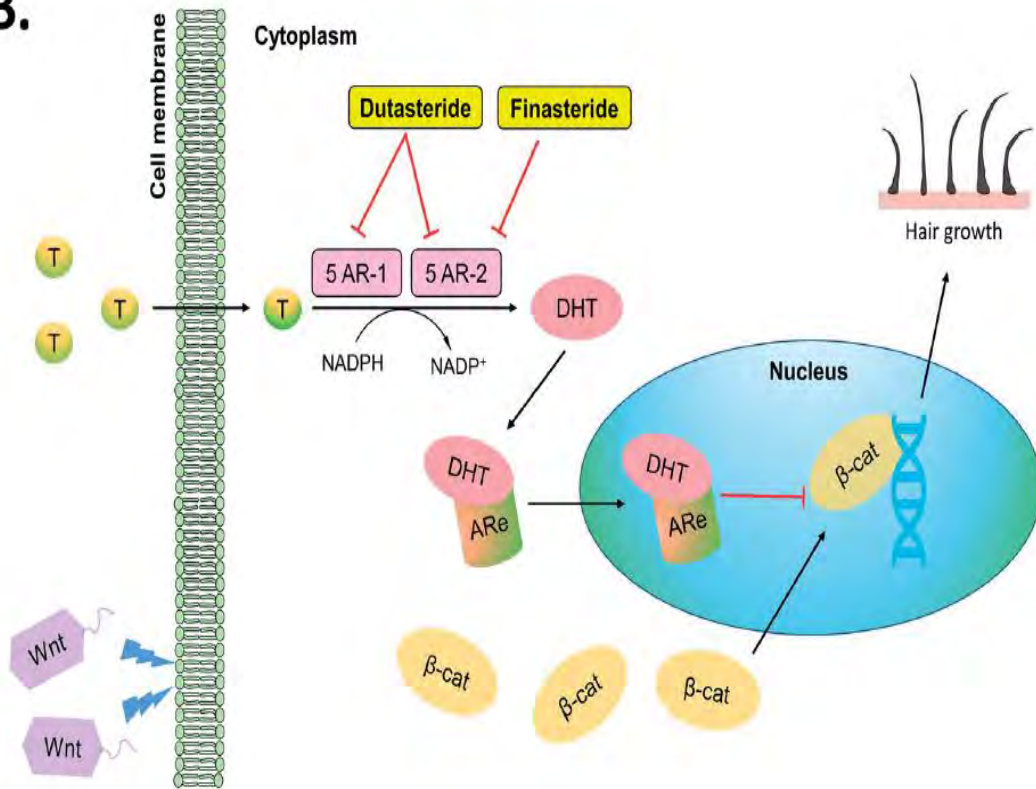 B.
Cell membrane
Cytoplasm
Dutasteride
Finasteride
Hair growth
T
T
T
T
5 AR-1
5 AR-2
DHT
NADPH
NADP⁺
Nucleus
DHT
ARe
DHT
ARe
β-cat
Wnt
Wnt
β-cat
β-cat
β-cat